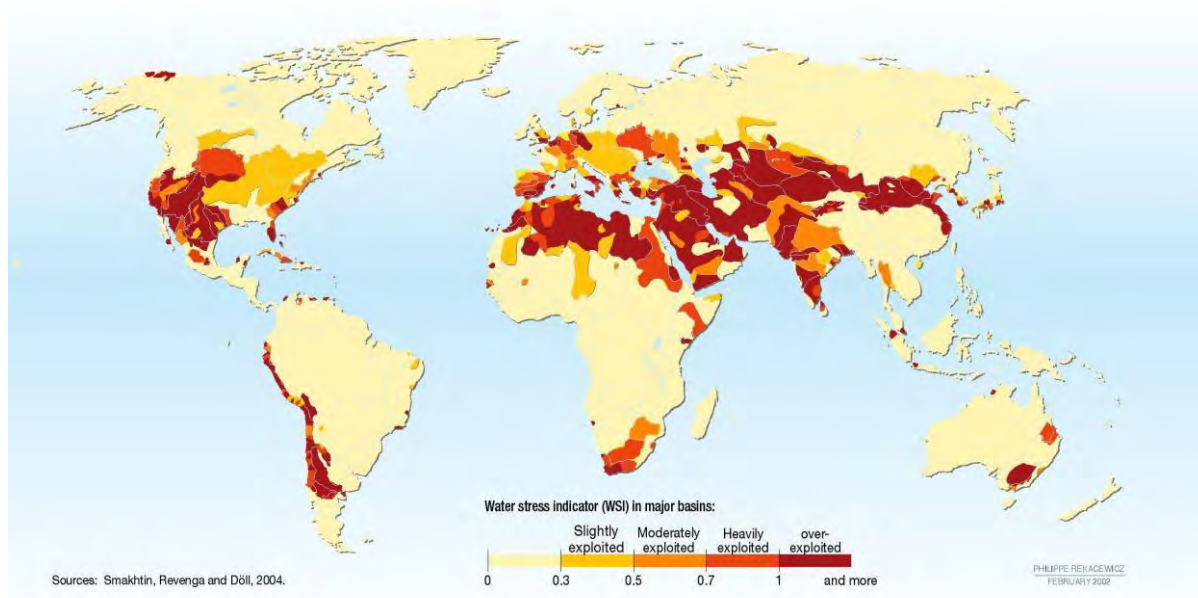 Water stress indicator (WSI) in major basins:
Slightly exploited
Moderately exploited
Heavily exploited
over-exploited
0 0.3 0.5 0.7 1 and more
Sources: Smakhtin, Revenga and Döll, 2004.
PHILIPPE REKACEWICZ
FEBRUARY 2002